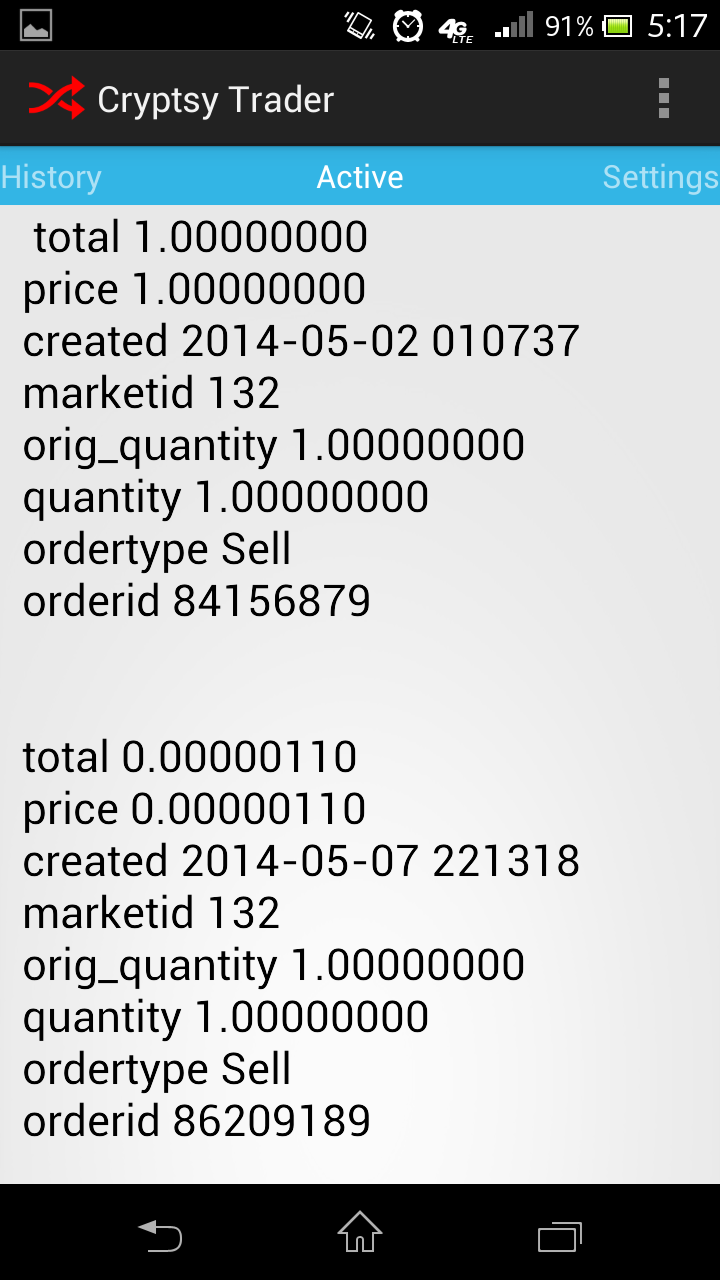 4G LTE 91% 5:17
Cryptsy Trader
History Active Settings
total 1.00000000
price 1.00000000
created 2014-05-02 010737
marketid 132
orig_quantity 1.00000000
quantity 1.00000000
ordertype Sell
orderid 84156879
total 0.00000110
price 0.00000110
created 2014-05-07 221318
marketid 132
orig_quantity 1.00000000
quantity 1.00000000
ordertype Sell
orderid 86209189